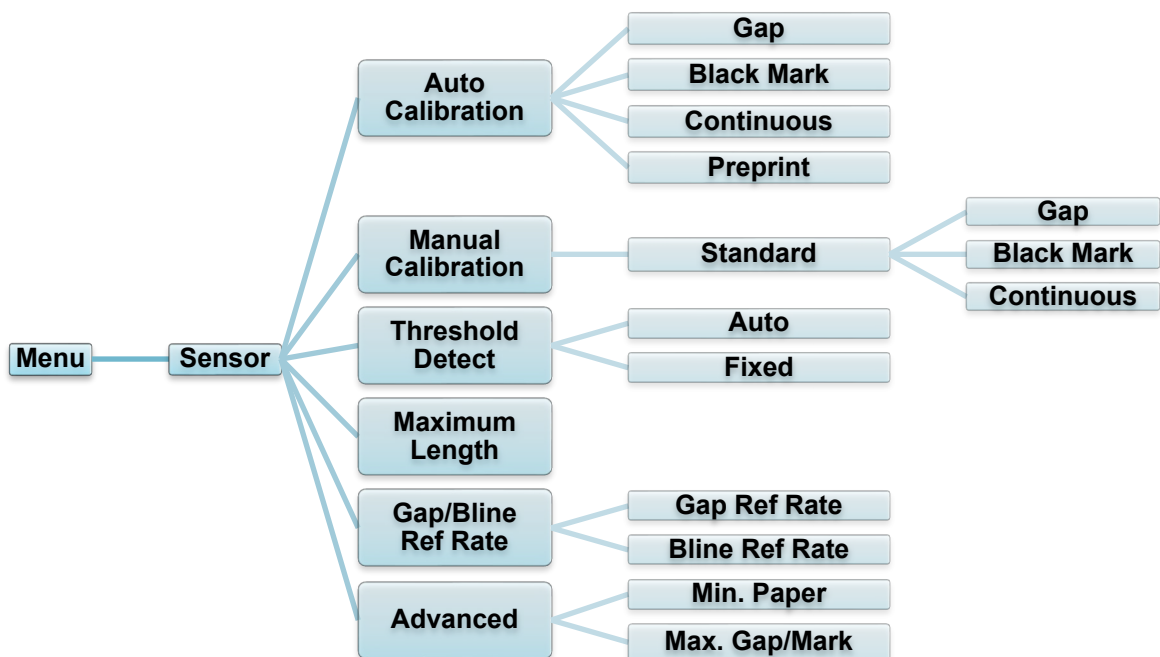 Menu
Sensor
Auto
Calibration
Gap
Black Mark
Continuous
Preprint
Manual
Calibration
Standard
Gap
Black Mark
Continuous
Threshold
Detect
Auto
Fixed
Maximum
Length
Gap/Bline
Ref Rate
Gap Ref Rate
Bline Ref Rate
Advanced
Min. Paper
Max. Gap/Mark